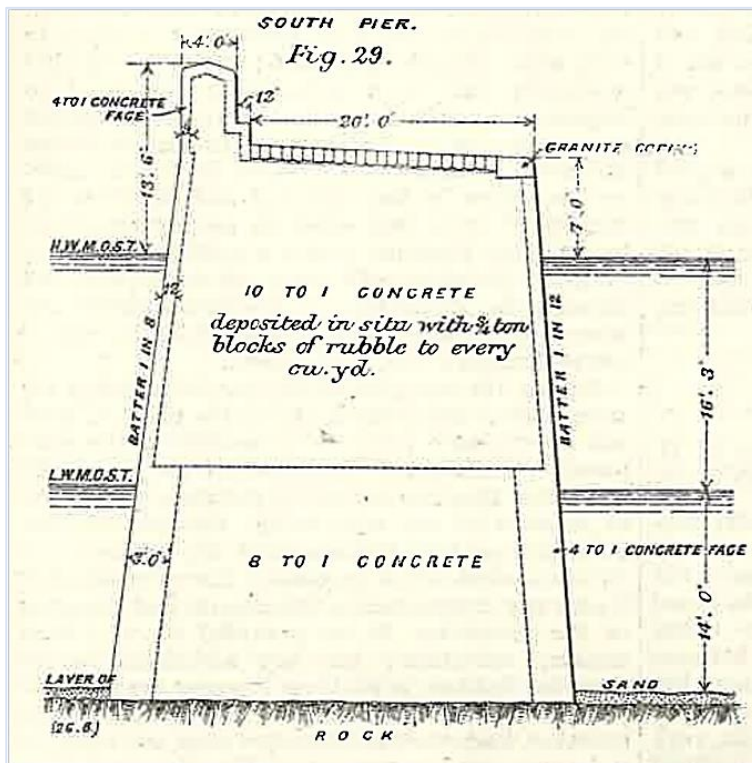 SOUTH PIER.
Fig. 29.
4'. 0"
4 TO 1 CONCRETE
FACE
12"
20'. 0"
GRANITE COPING
13'. 6"
7'. 0"
H.W.M.O.S.T.
12"
10 TO 1 CONCRETE
deposited in situ with ¾ ton
blocks of rubble to every
cu. yd.
BATTER 1 IN 8
BATTER 1 IN 12
16'. 3"
L.W.M.O.S.T.
3'. 0"
8 TO 1 CONCRETE
4 TO 1 CONCRETE FACE
14'. 0"
LAYER OF
SAND
(26.B.)
ROCK